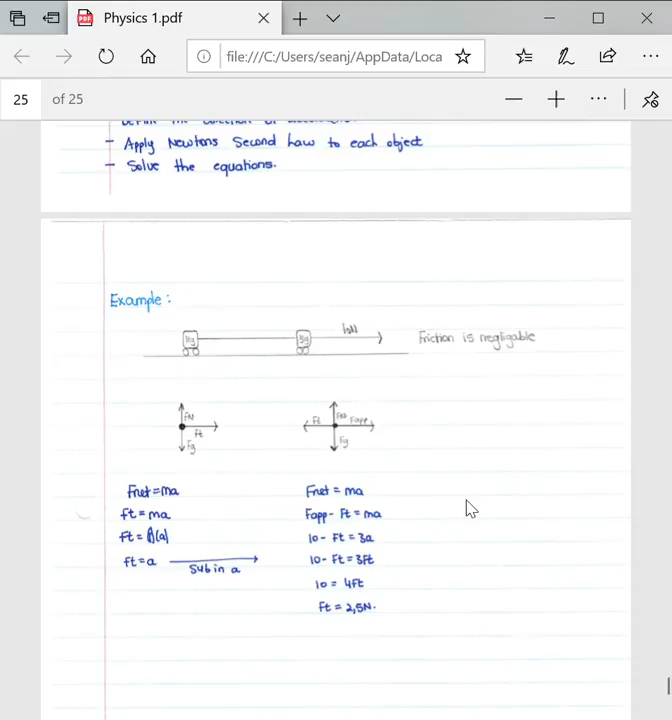 Physics 1.pdf
file:///C:/Users/seanj/AppData/Loca
25 of 25
- Apply Newtons Second Law to each object
- Solve the equations.
Example:
1kg
3kg
10N
Friction is negligable
FN
Ft
Fg
Ft
FN
Fapp
Fg
Fnet = ma
Ft = ma
Ft = 1(a)
Ft = a
Sub in a
Fnet = ma
Fapp - Ft = ma
10 - Ft = 3a
10 - Ft = 3Ft
10 = 4Ft
Ft = 2,5N.